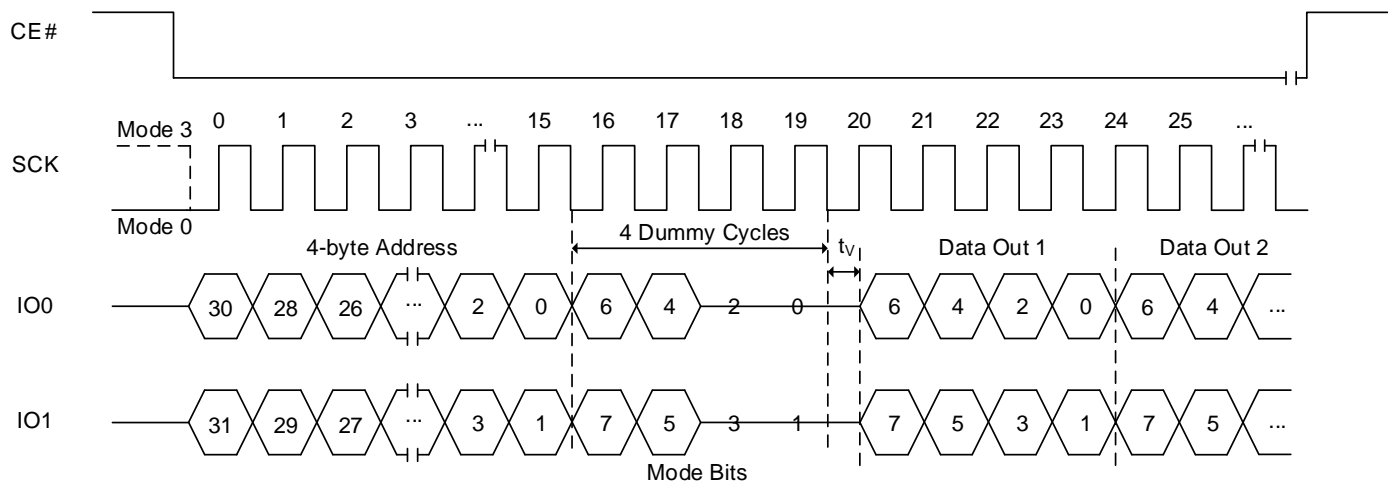 CE#
0 1 2 3 ... 15 16 17 18 19 20 21 22 23 24 25 ...
Mode 3
SCK
Mode 0
4 Dummy Cycles
4-byte Address tV Data Out 1 Data Out 2
IO0 30 28 26 ... 2 0 6 4 2 0 6 4 2 0 6 4 ...
IO1 31 29 27 ... 3 1 7 5 3 1 7 5 3 1 7 5 ...
Mode Bits